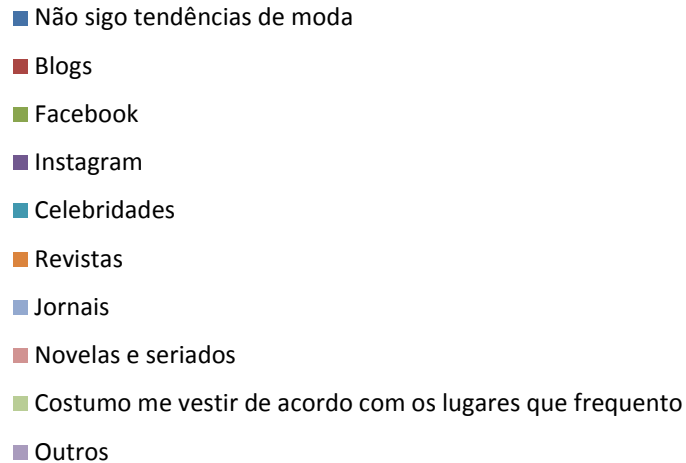 Não sigo tendências de moda
Blogs
Facebook
Instagram
Celebridades
Revistas
Jornais
Novelas e seriados
Costumo me vestir de acordo com os lugares que frequento
Outros